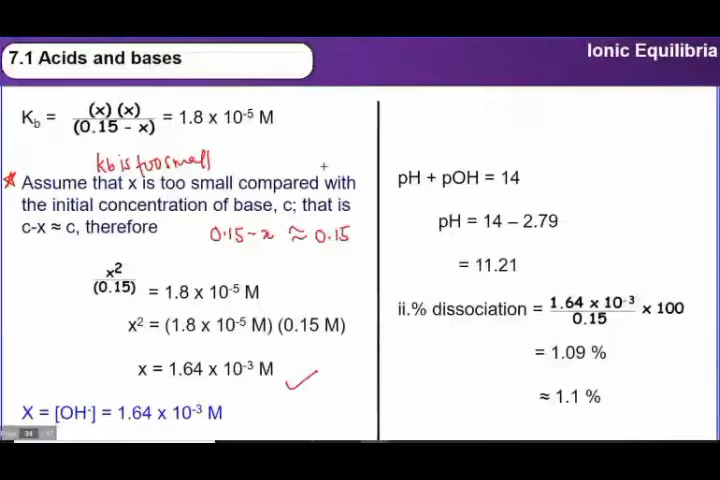 7.1 Acids and bases
Ionic Equilibria
Kb = (x) (x) / (0.15 - x) = 1.8 x 10⁻⁵ M
kb is too small
* Assume that x is too small compared with
the initial concentration of base, c; that is
c-x ≈ c, therefore
0.15-x ≈ 0.15
x² / (0.15) = 1.8 x 10⁻⁵ M
x² = (1.8 x 10⁻⁵ M) (0.15 M)
x = 1.64 x 10⁻³ M
X = [OH⁻] = 1.64 x 10⁻³ M
pH + pOH = 14
pH = 14 – 2.79
= 11.21
ii.% dissociation = 1.64 x 10⁻³ / 0.15 x 100
= 1.09 %
≈ 1.1 %
34